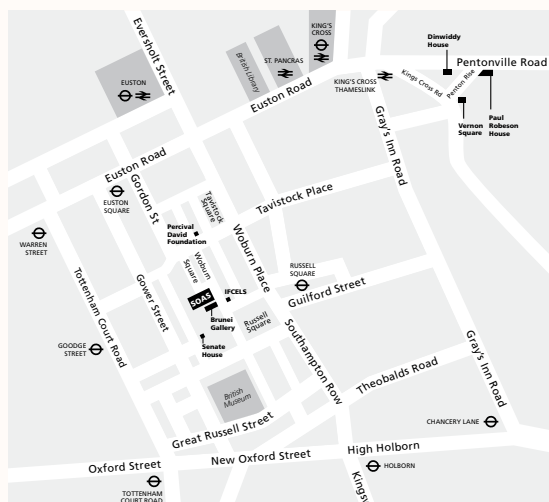 KING'S
CROSS
Dinwiddy
House
Eversholt Street
British Library
ST. PANCRAS
Pentonville Road
EUSTON
KING'S CROSS
THAMESLINK
Kings Cross Rd
Penton Rise
Euston Road
Vernon
Square
Paul
Robeson
House
Gray's Inn Road
Euston Road
EUSTON
SQUARE
Gordon St
Tavistock
Square
Tavistock Place
Percival
David
Foundation
WARREN
STREET
Woburn
Square
Woburn Place
RUSSELL
SQUARE
Tottenham Court Road
Gower Street
SOAS
IFCELS
Guilford Street
Brunei
Gallery
Russell
Square
Senate
House
GOODGE
STREET
Southampton Row
Gray's Inn Road
Theobalds Road
British
Museum
Great Russell Street
CHANCERY LANE
High Holborn
Oxford Street
New Oxford Street
HOLBORN
TOTTENHAM
COURT ROAD
Kings